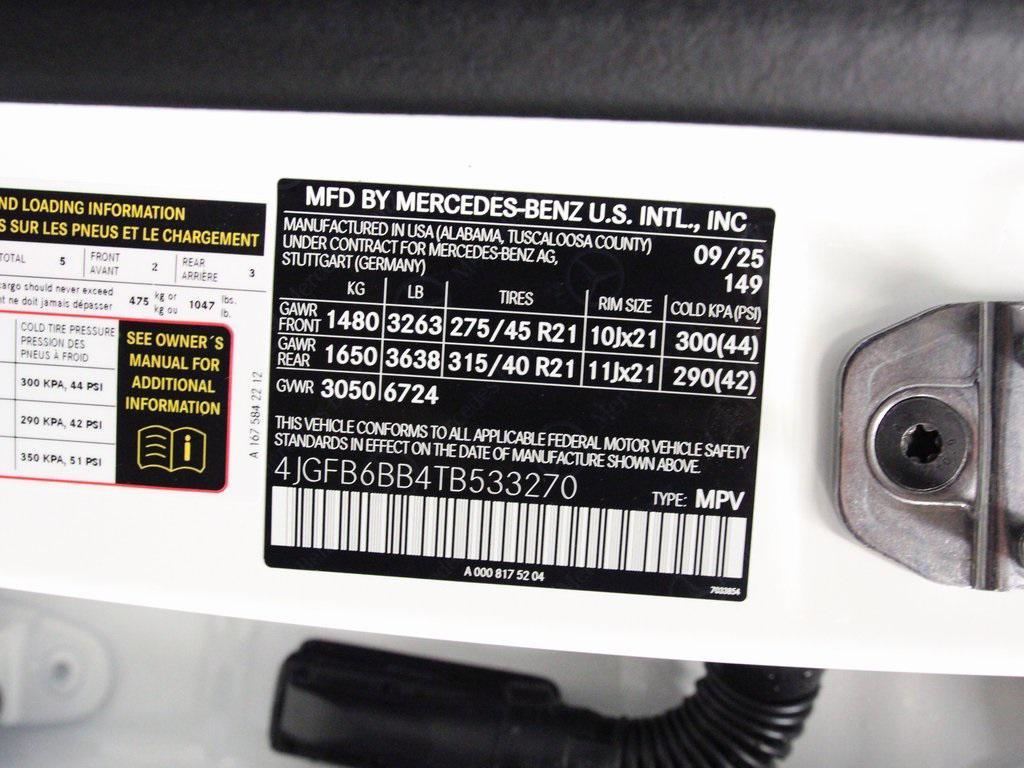 ND LOADING INFORMATION
S SUR LES PNEUS ET LE CHARGEMENT
TOTAL 5 FRONT AVANT 2 REAR ARRIÈRE 3
cargo should never exceed
nt ne doit jamais dépasser 475 kg or kg ou 1047 lbs. lb.
COLD TIRE PRESSURE
PRESSION DES
PNEUS À FROID
300 KPA, 44 PSI
290 KPA, 42 PSI
350 KPA, 51 PSI
SEE OWNER´S
MANUAL FOR
ADDITIONAL
INFORMATION
A 167 584 22 12
MFD BY MERCEDES-BENZ U.S. INTL., INC
MANUFACTURED IN USA (ALABAMA, TUSCALOOSA COUNTY)
UNDER CONTRACT FOR MERCEDES-BENZ AG,
STUTTGART (GERMANY)
09/25
149
KG LB TIRES RIM SIZE COLD KPA (PSI)
GAWR FRONT 1480 3263 275/45 R21 10Jx21 300(44)
GAWR REAR 1650 3638 315/40 R21 11Jx21 290(42)
GVWR 3050 6724
THIS VEHICLE CONFORMS TO ALL APPLICABLE FEDERAL MOTOR VEHICLE SAFETY
STANDARDS IN EFFECT ON THE DATE OF MANUFACTURE SHOWN ABOVE.
4JGFB6BB4TB533270
TYPE: MPV
A 000 817 52 04
7033854